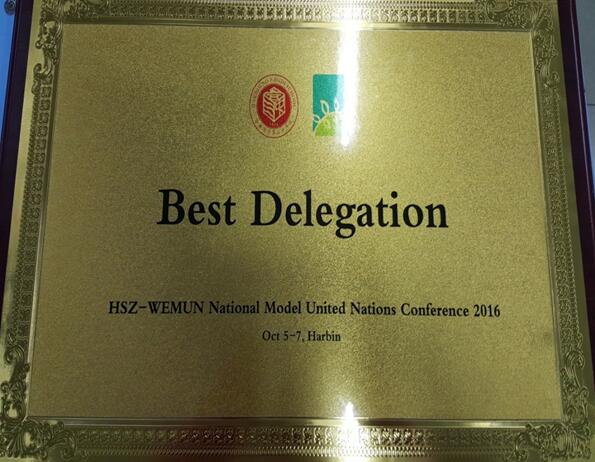 Best Delegation
HSZ-WEMUN National Model United Nations Conference 2016
Oct 5-7, Harbin